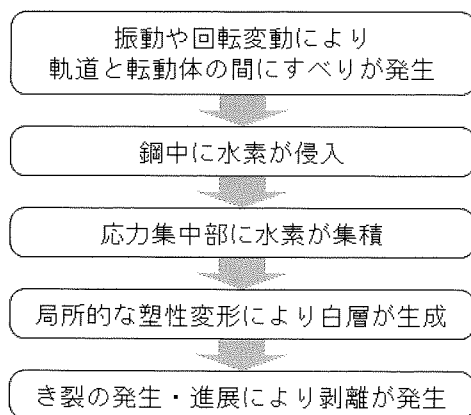 振動や回転変動により
軌道と転動体の間にすべりが発生
鋼中に水素が侵入
応力集中部に水素が集積
局所的な塑性変形により白層が生成
き裂の発生・進展により剥離が発生